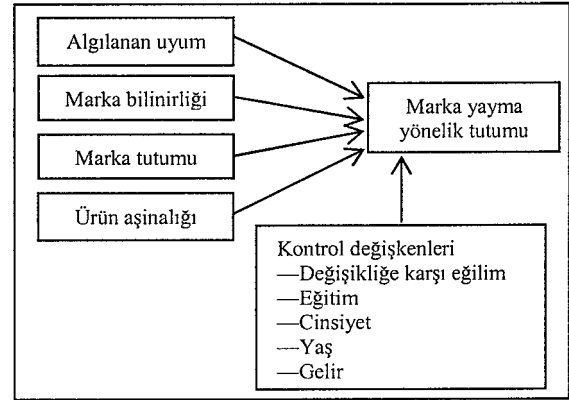 Algılanan uyum
Marka bilinirliği
Marka tutumu
Ürün aşinalığı
Marka yayma
yönelik tutumu
Kontrol değişkenleri
—Değişikliğe karşı eğilim
—Eğitim
—Cinsiyet
—Yaş
—Gelir